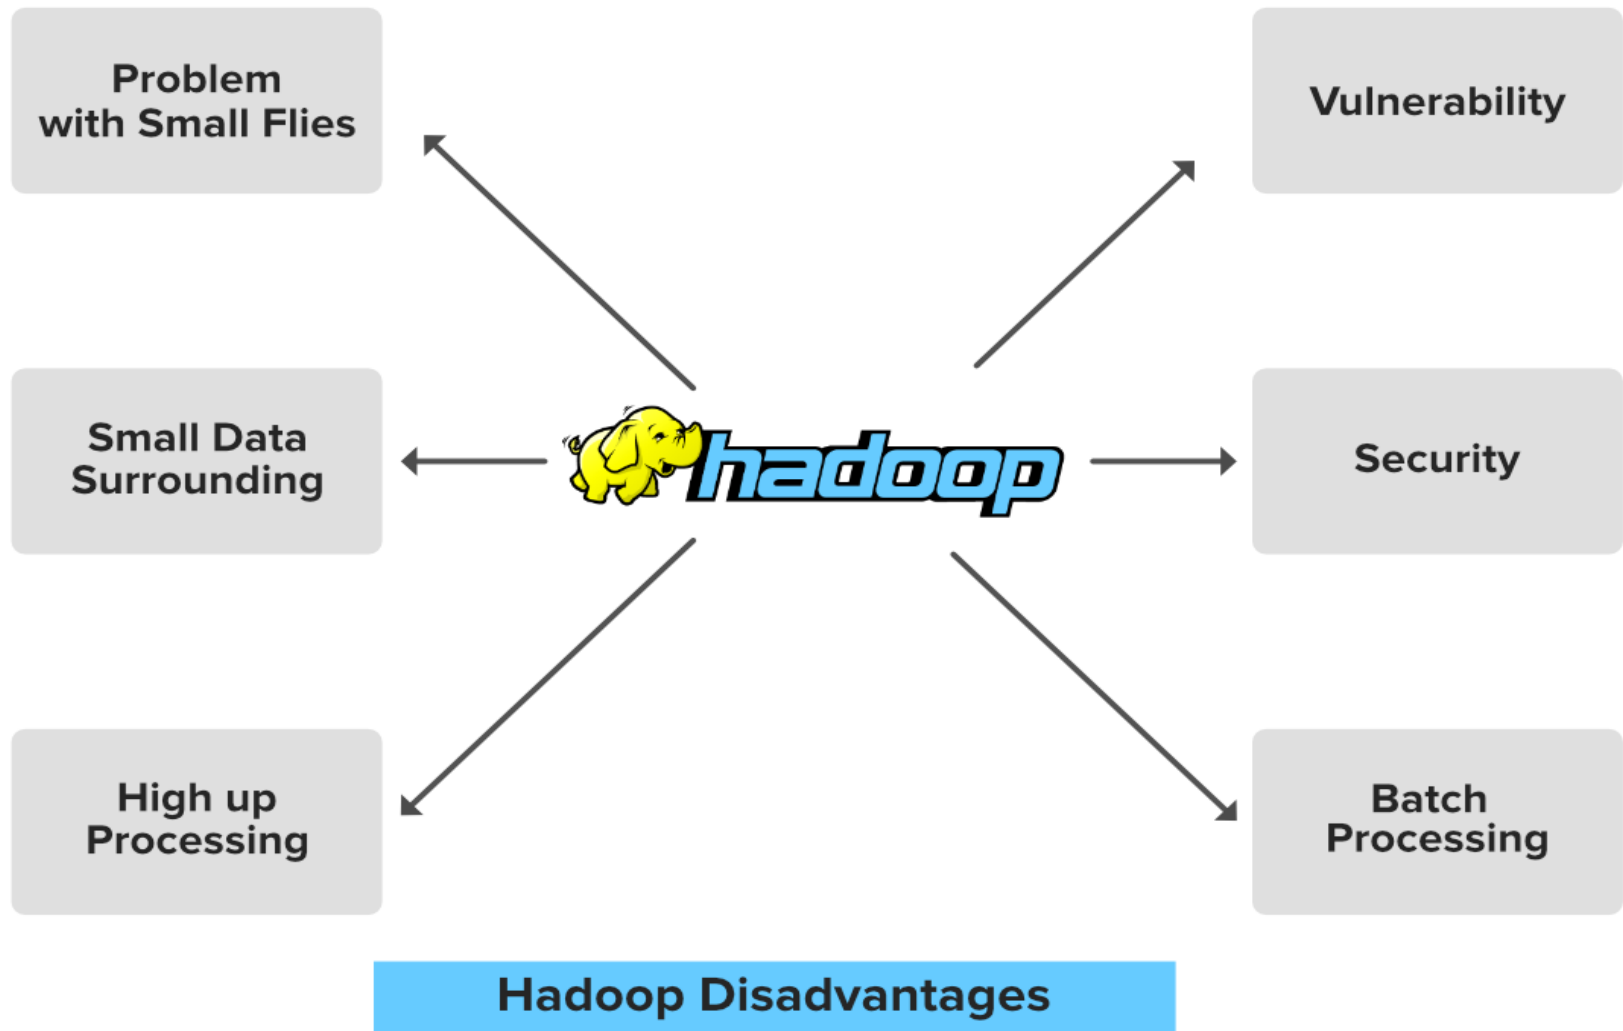 Problem
with Small Flies
Vulnerability
Small Data
Surrounding
hadoop
Security
High up
Processing
Batch
Processing
Hadoop Disadvantages